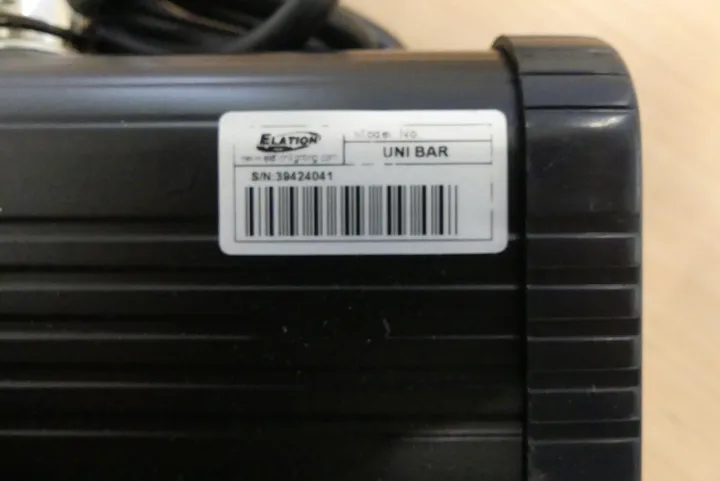 ELATION
Model No.
UNI BAR
S/N:39424041